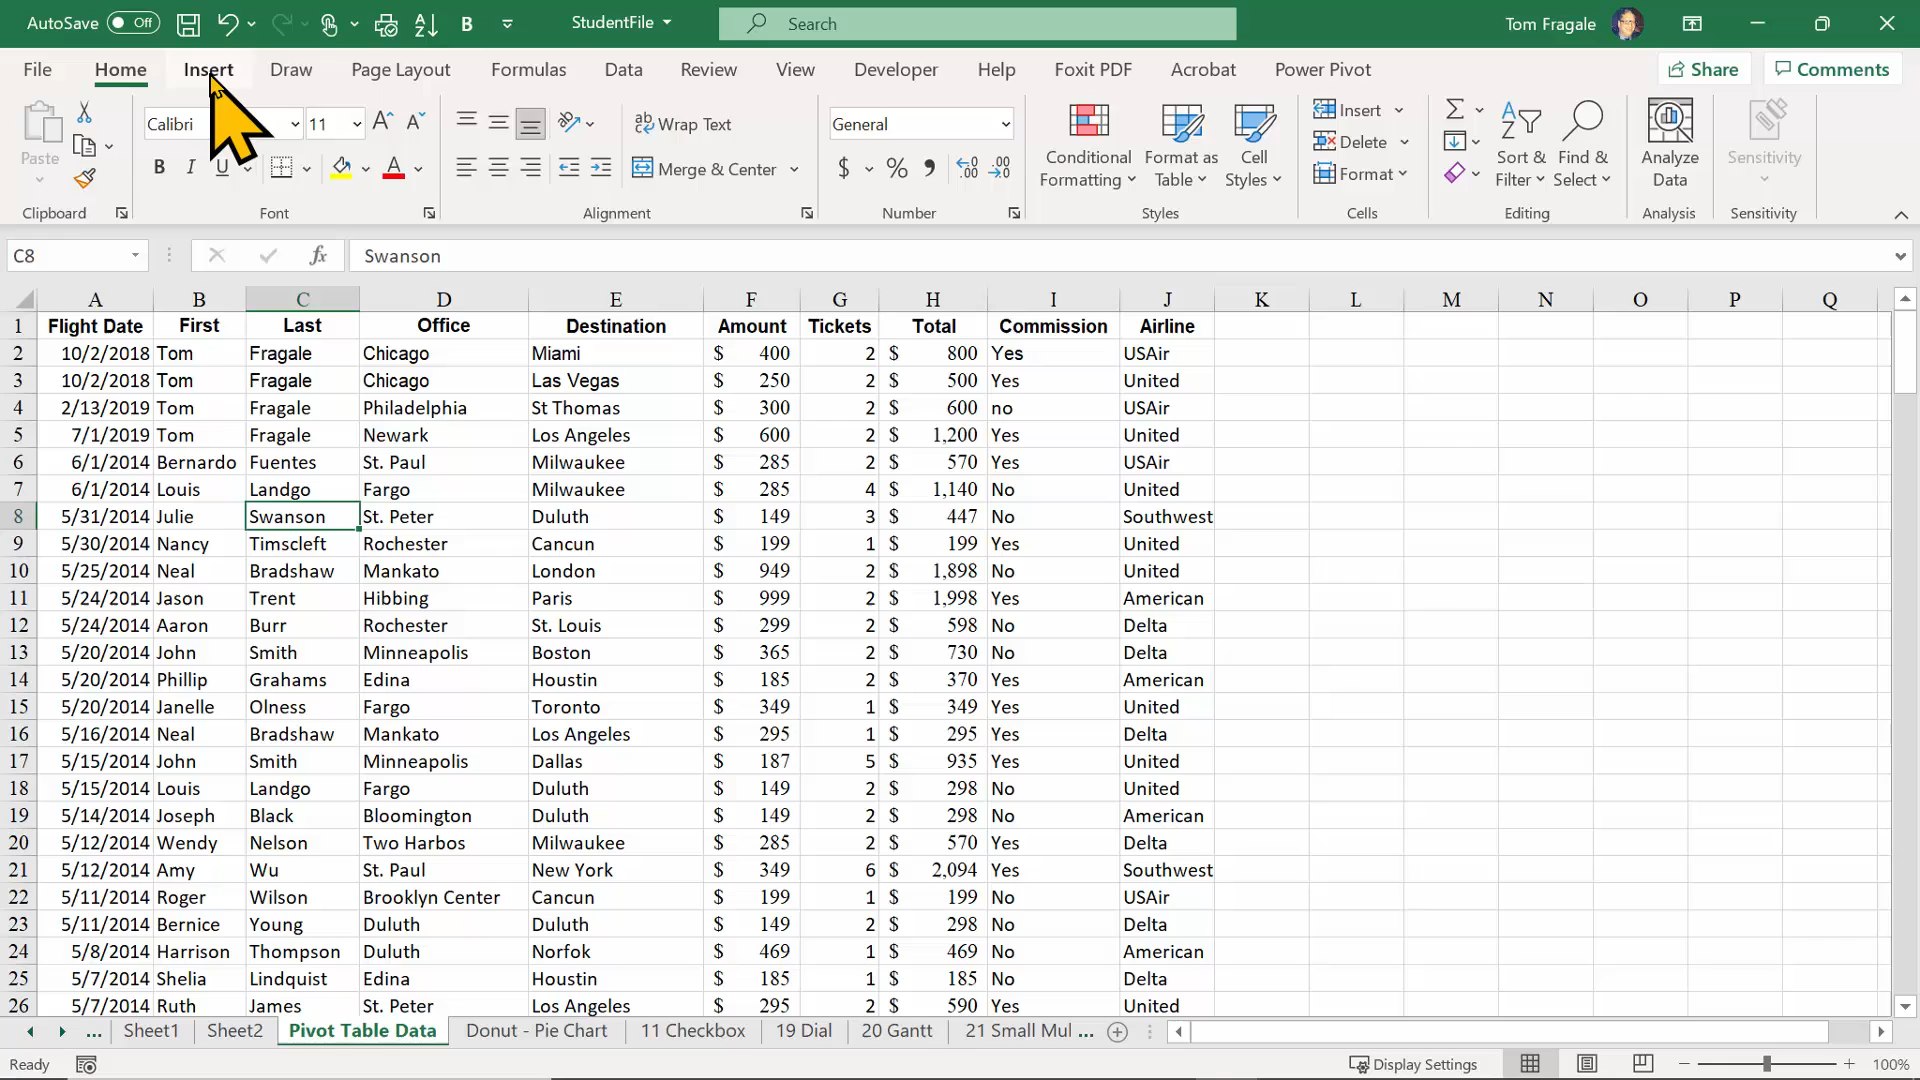 AutoSave Off B StudentFile Search Tom Fragale
File Home Insert Draw Page Layout Formulas Data Review View Developer Help Foxit PDF Acrobat Power Pivot Share Comments
Paste Calibri 11 Wrap Text General Insert
B I U Merge & Center $ % Conditional Formatting Format as Table Cell Styles Delete Format Sort & Filter Find & Select Analyze Data Sensitivity
Clipboard Font Alignment Number Styles Cells Editing Analysis Sensitivity
C8 fx Swanson
A B C D E F G H I J K L M N O P Q
1 Flight Date First Last Office Destination Amount Tickets Total Commission Airline
2 10/2/2018 Tom Fragale Chicago Miami $ 400 2 $ 800 Yes USAir
3 10/2/2018 Tom Fragale Chicago Las Vegas $ 250 2 $ 500 Yes United
4 2/13/2019 Tom Fragale Philadelphia St Thomas $ 300 2 $ 600 no USAir
5 7/1/2019 Tom Fragale Newark Los Angeles $ 600 2 $ 1,200 Yes United
6 6/1/2014 Bernardo Fuentes St. Paul Milwaukee $ 285 2 $ 570 Yes USAir
7 6/1/2014 Louis Landgo Fargo Milwaukee $ 285 4 $ 1,140 No United
8 5/31/2014 Julie Swanson St. Peter Duluth $ 149 3 $ 447 No Southwest
9 5/30/2014 Nancy Timscleft Rochester Cancun $ 199 1 $ 199 Yes United
10 5/25/2014 Neal Bradshaw Mankato London $ 949 2 $ 1,898 No United
11 5/24/2014 Jason Trent Hibbing Paris $ 999 2 $ 1,998 Yes American
12 5/24/2014 Aaron Burr Rochester St. Louis $ 299 2 $ 598 No Delta
13 5/20/2014 John Smith Minneapolis Boston $ 365 2 $ 730 No Delta
14 5/20/2014 Phillip Grahams Edina Houstin $ 185 2 $ 370 Yes American
15 5/20/2014 Janelle Olness Fargo Toronto $ 349 1 $ 349 Yes United
16 5/16/2014 Neal Bradshaw Mankato Los Angeles $ 295 1 $ 295 Yes Delta
17 5/15/2014 John Smith Minneapolis Dallas $ 187 5 $ 935 Yes United
18 5/15/2014 Louis Landgo Fargo Duluth $ 149 2 $ 298 No United
19 5/14/2014 Joseph Black Bloomington Duluth $ 149 2 $ 298 No American
20 5/12/2014 Wendy Nelson Two Harbos Milwaukee $ 285 2 $ 570 Yes Delta
21 5/12/2014 Amy Wu St. Paul New York $ 349 6 $ 2,094 Yes Southwest
22 5/11/2014 Roger Wilson Brooklyn Center Cancun $ 199 1 $ 199 No USAir
23 5/11/2014 Bernice Young Duluth Duluth $ 149 2 $ 298 No Delta
24 5/8/2014 Harrison Thompson Duluth Norfok $ 469 1 $ 469 No American
25 5/7/2014 Shelia Lindquist Edina Houstin $ 185 1 $ 185 No Delta
26 5/7/2014 Ruth James St. Peter Los Angeles $ 295 2 $ 590 Yes United
... Sheet1 Sheet2 Pivot Table Data Donut - Pie Chart 11 Checkbox 19 Dial 20 Gantt 21 Small Mul ...
Ready Display Settings 100%